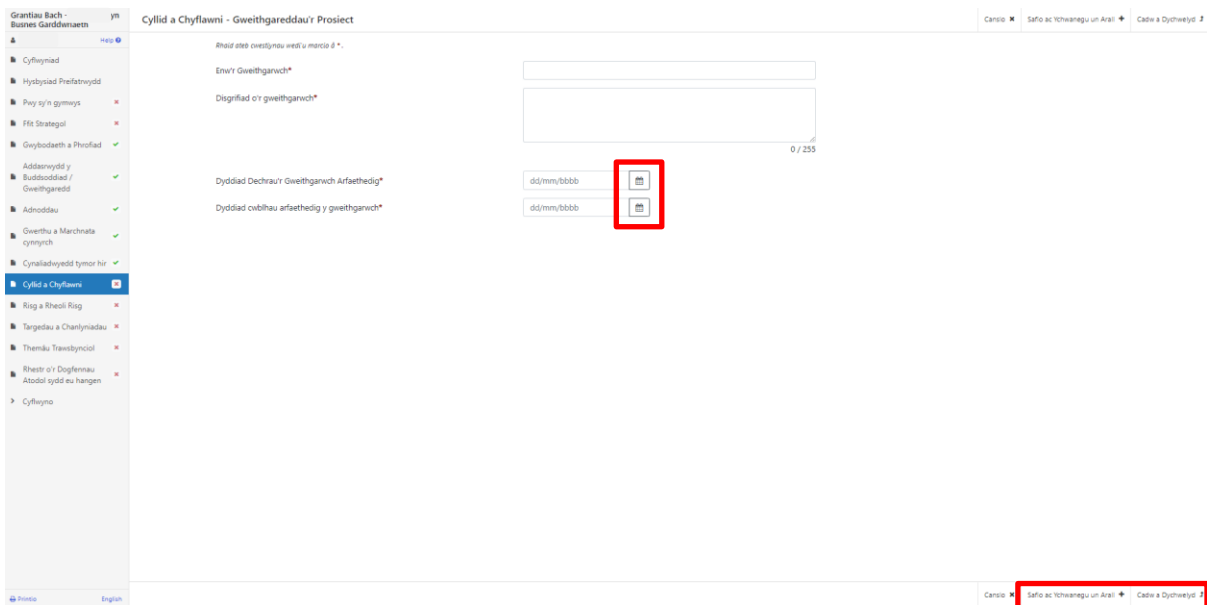 Grantiau Bach - yn
Busnes Garddwriaeth
Help
Cyflwyniad
Hysbysiad Preifatrwydd
Pwy sy'n gymwys
Ffit Strategol
Gwybodaeth a Phrofiad
Addasrwydd y
Buddsoddiad /
Gweithgaredd
Adnoddau
Gwerthu a Marchnata
cynnyrch
Cynaliadwyedd tymor hir
Cyllid a Chyflawni
Risg a Rheoli Risg
Targedau a Chanlyniadau
Themâu Trawsbynciol
Rhestr o'r Dogfennau
Atodol sydd eu hangen
Cyflwyno
Printio English
Cyllid a Chyflawni - Gweithgareddau'r Prosiect
Canslo Safio ac Ychwanegu un Arall Cadw a Dychwelyd
Rhaid ateb cwestiynau wedi'u marcio â *.
Enw'r Gweithgarwch*
Disgrifiad o'r gweithgarwch*
0 / 255
Dyddiad Dechrau'r Gweithgarwch Arfaethedig* dd/mm/bbbb
Dyddiad cwblhau arfaethedig y gweithgarwch* dd/mm/bbbb
Canslo Safio ac Ychwanegu un Arall Cadw a Dychwelyd